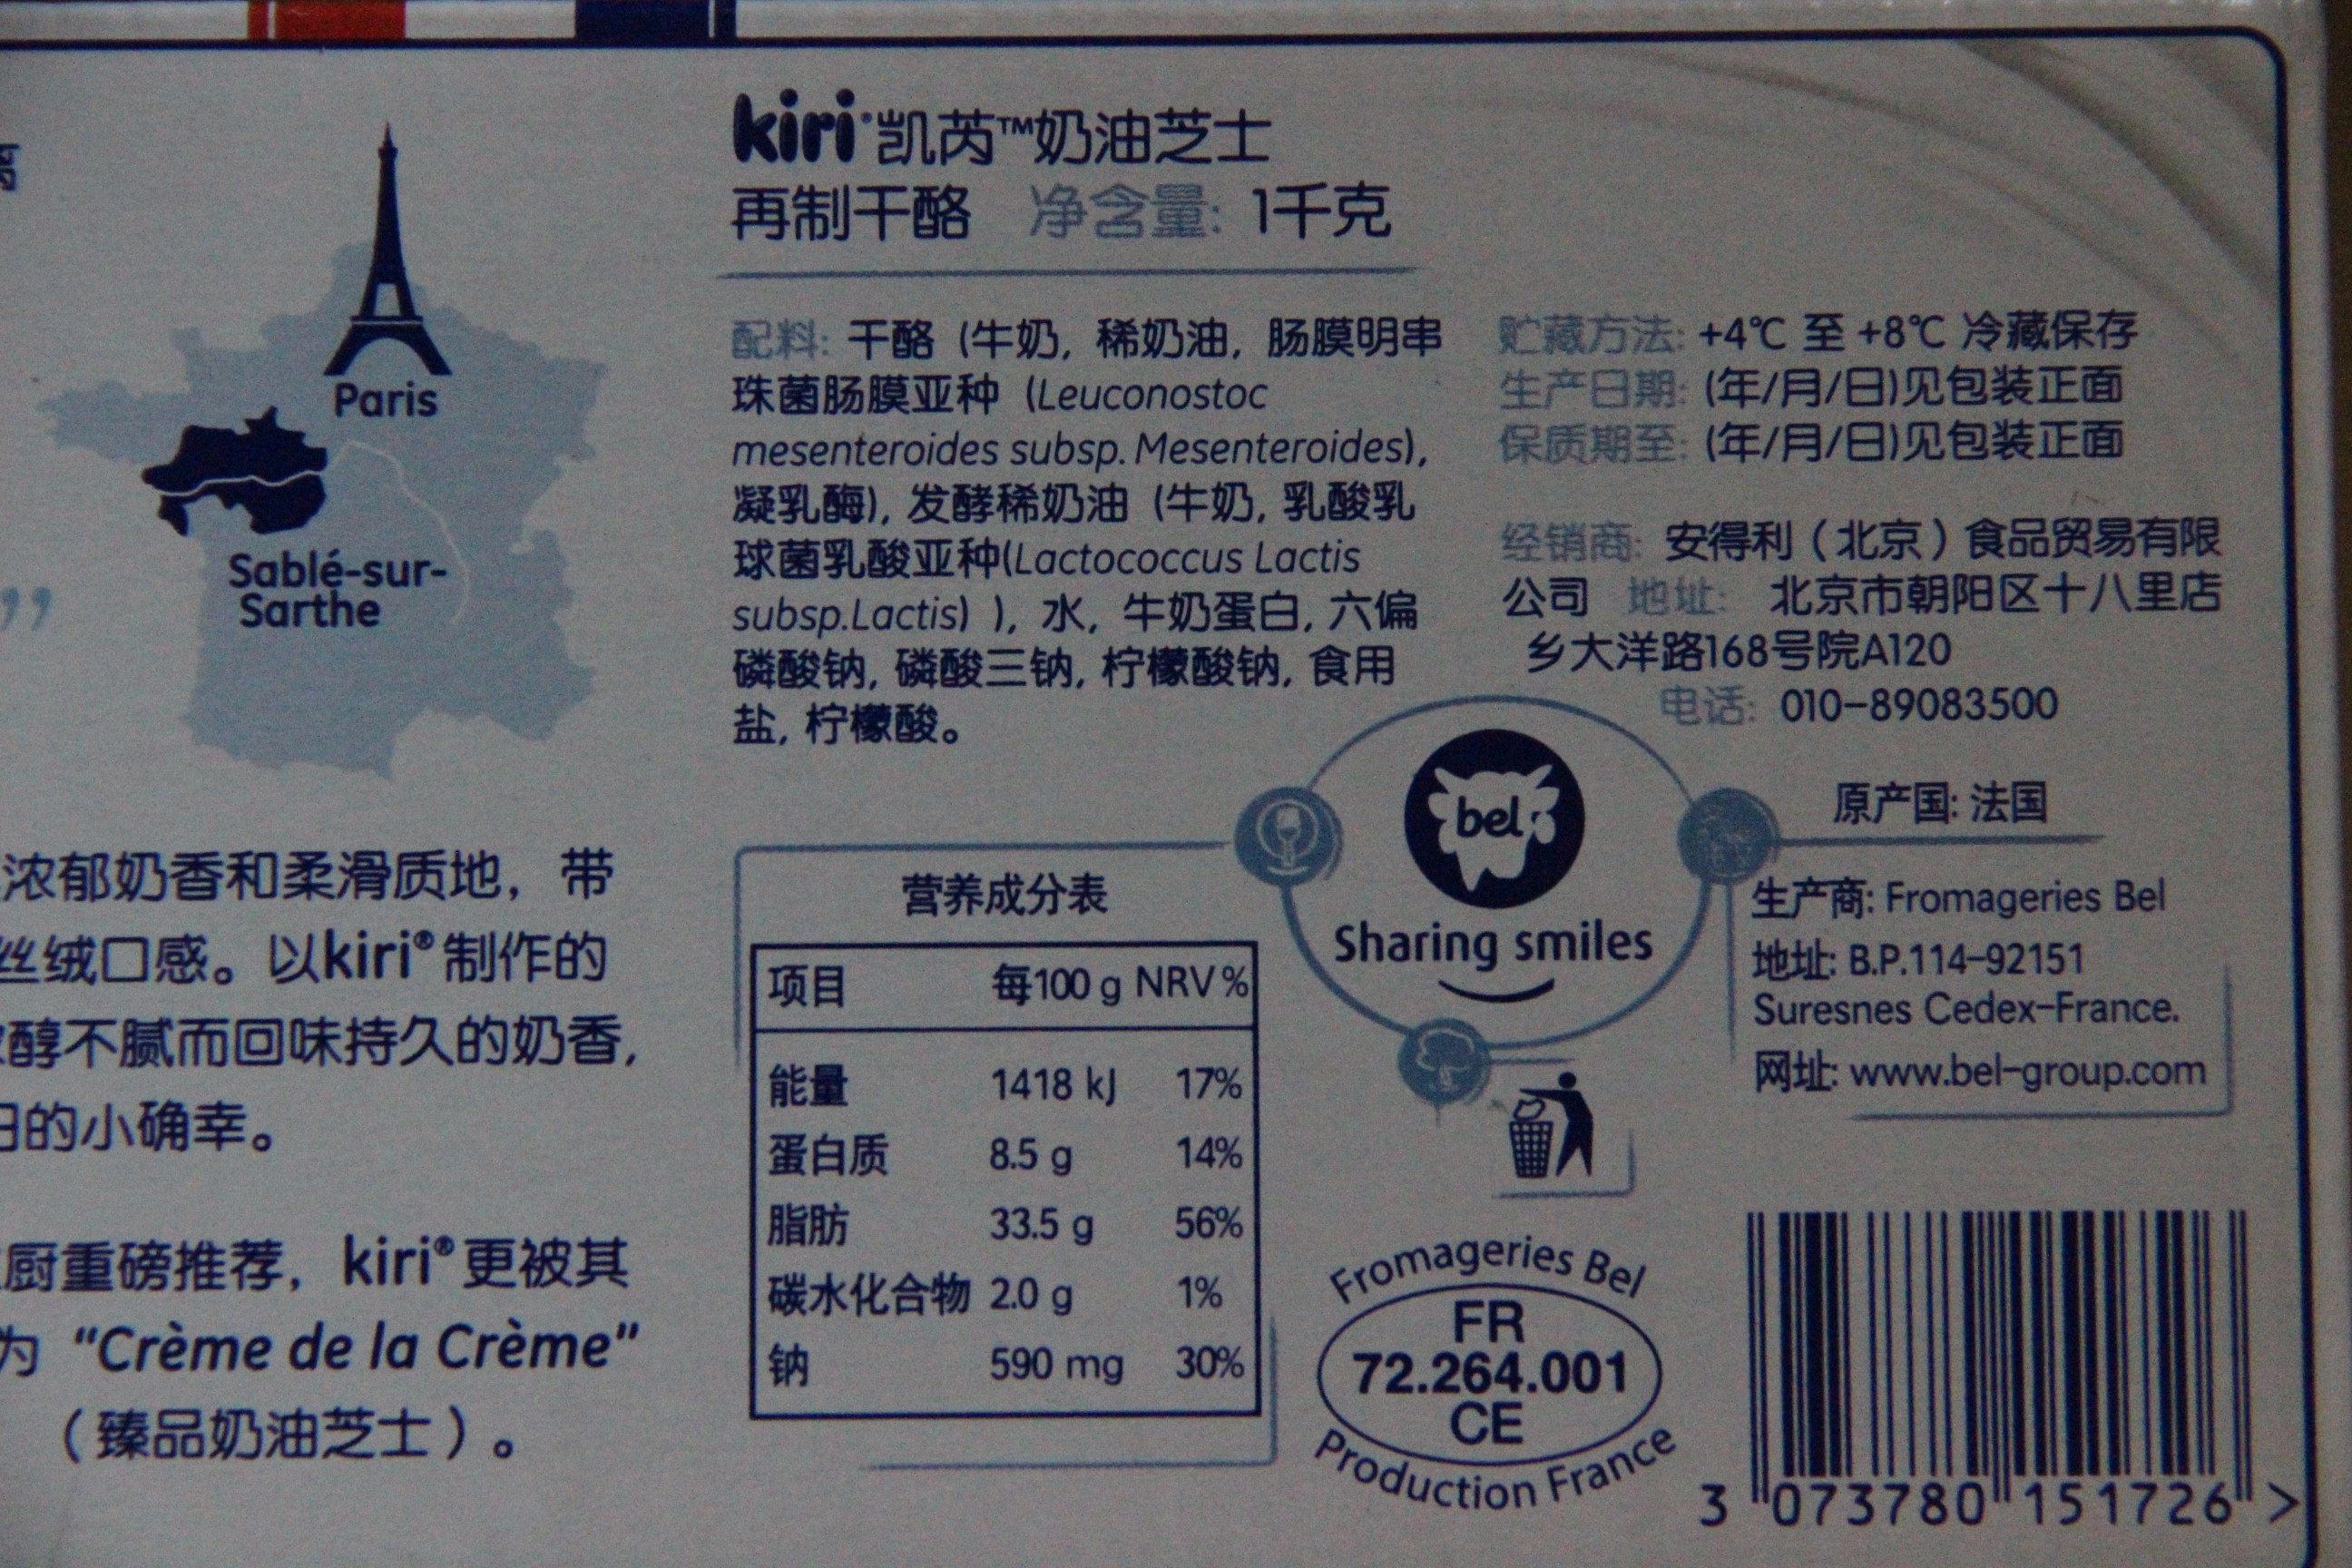 Paris
Sablé-sur-
Sarthe
”
浓郁奶香和柔滑质地，带
丝绒口感。以kiri®制作的
醇不腻而回味持久的奶香,
的小确幸。
厨重磅推荐，kiri®更被其
为 “Crème de la Crème”
（臻品奶油芝士）。
kiri®凯芮™奶油芝士
再制干酪 净含量: 1千克
配料: 干酪 (牛奶, 稀奶油, 肠膜明串
珠菌肠膜亚种 (Leuconostoc
mesenteroides subsp. Mesenteroides),
凝乳酶), 发酵稀奶油 (牛奶, 乳酸乳
球菌乳酸亚种(Lactococcus Lactis
subsp.Lactis) ), 水, 牛奶蛋白, 六偏
磷酸钠, 磷酸三钠, 柠檬酸钠, 食用
盐, 柠檬酸。
贮藏方法: +4℃ 至 +8℃ 冷藏保存
生产日期: (年/月/日)见包装正面
保质期至: (年/月/日)见包装正面
经销商: 安得利（北京）食品贸易有限
公司 地址: 北京市朝阳区十八里店
乡大洋路168号院A120
电话: 010-89083500
bel
Sharing smiles
原产国: 法国
生产商: Fromageries Bel
地址: B.P.114-92151
Suresnes Cedex-France.
网址: www.bel-group.com
营养成分表
项目 每100 g NRV%
能量 1418 kJ 17%
蛋白质 8.5 g 14%
脂肪 33.5 g 56%
碳水化合物 2.0 g 1%
钠 590 mg 30%
Fromageries Bel
FR
72.264.001
CE
Production France
3 073780 151726 >